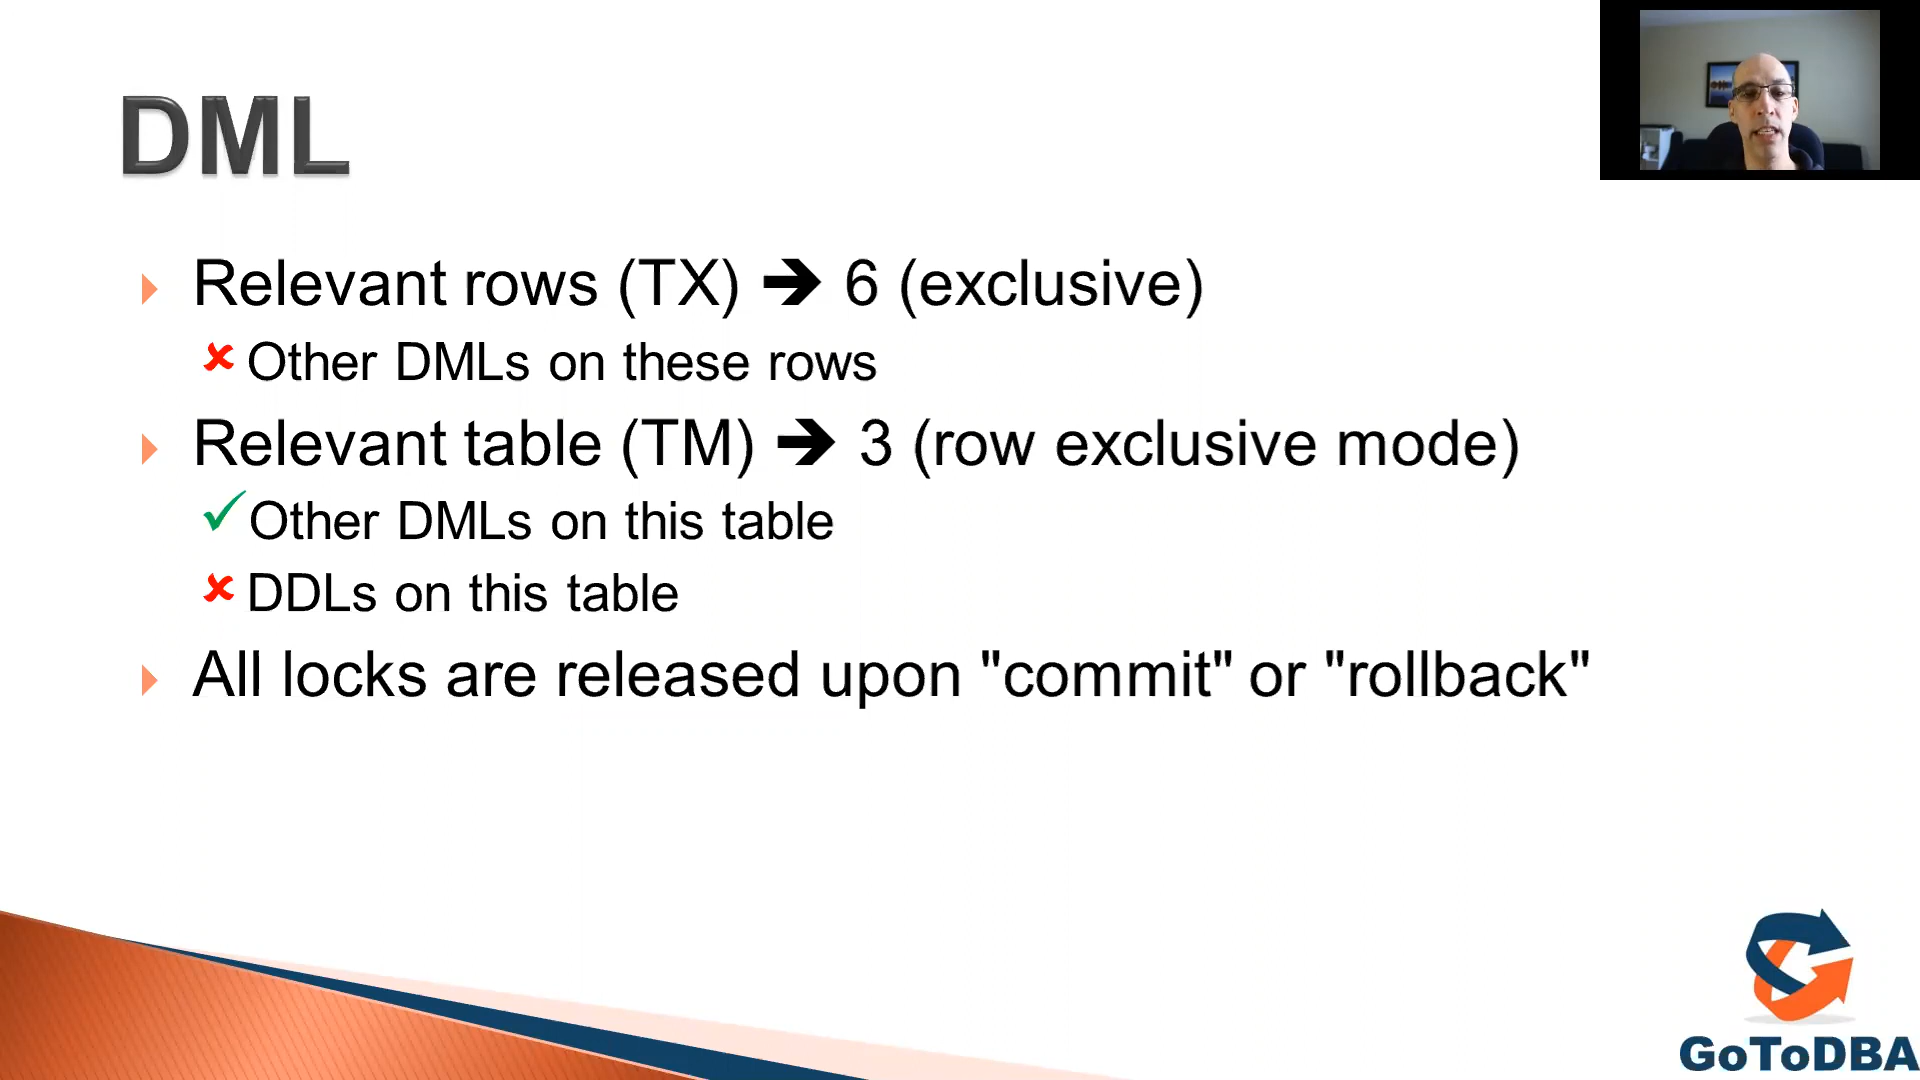 DML
Relevant rows (TX) ➔ 6 (exclusive)
✘ Other DMLs on these rows
Relevant table (TM) ➔ 3 (row exclusive mode)
✓ Other DMLs on this table
✘ DDLs on this table
All locks are released upon "commit" or "rollback"
GoToDBA